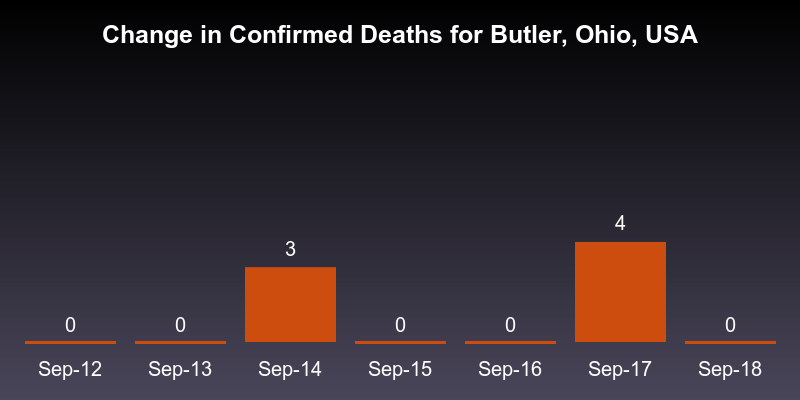 Change in Confirmed Deaths for Butler, Ohio, USA
4
3
0 0 0 0 0
Sep-12 Sep-13 Sep-14 Sep-15 Sep-16 Sep-17 Sep-18